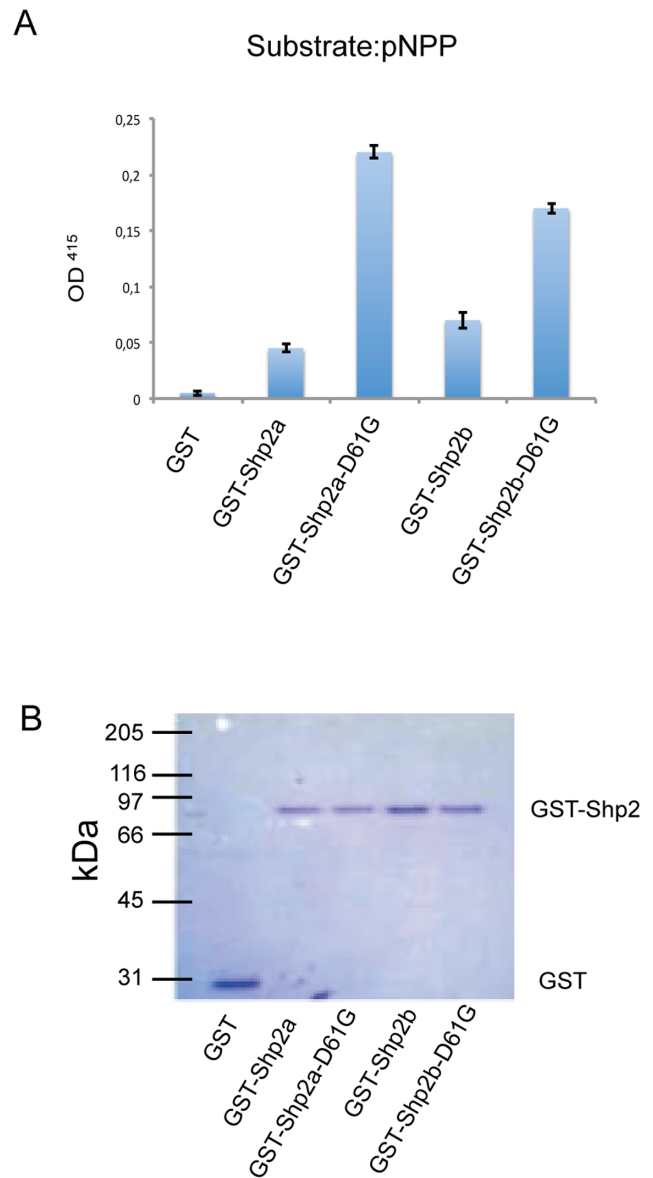 A
Substrate:pNPP
0,25
0,2
0,15
0,1
0,05
0
OD 415
GST
GST-Shp2a
GST-Shp2a-D61G
GST-Shp2b
GST-Shp2b-D61G
B
205
116
97
66
45
31
kDa
GST-Shp2
GST
GST
GST-Shp2a
GST-Shp2a-D61G
GST-Shp2b
GST-Shp2b-D61G